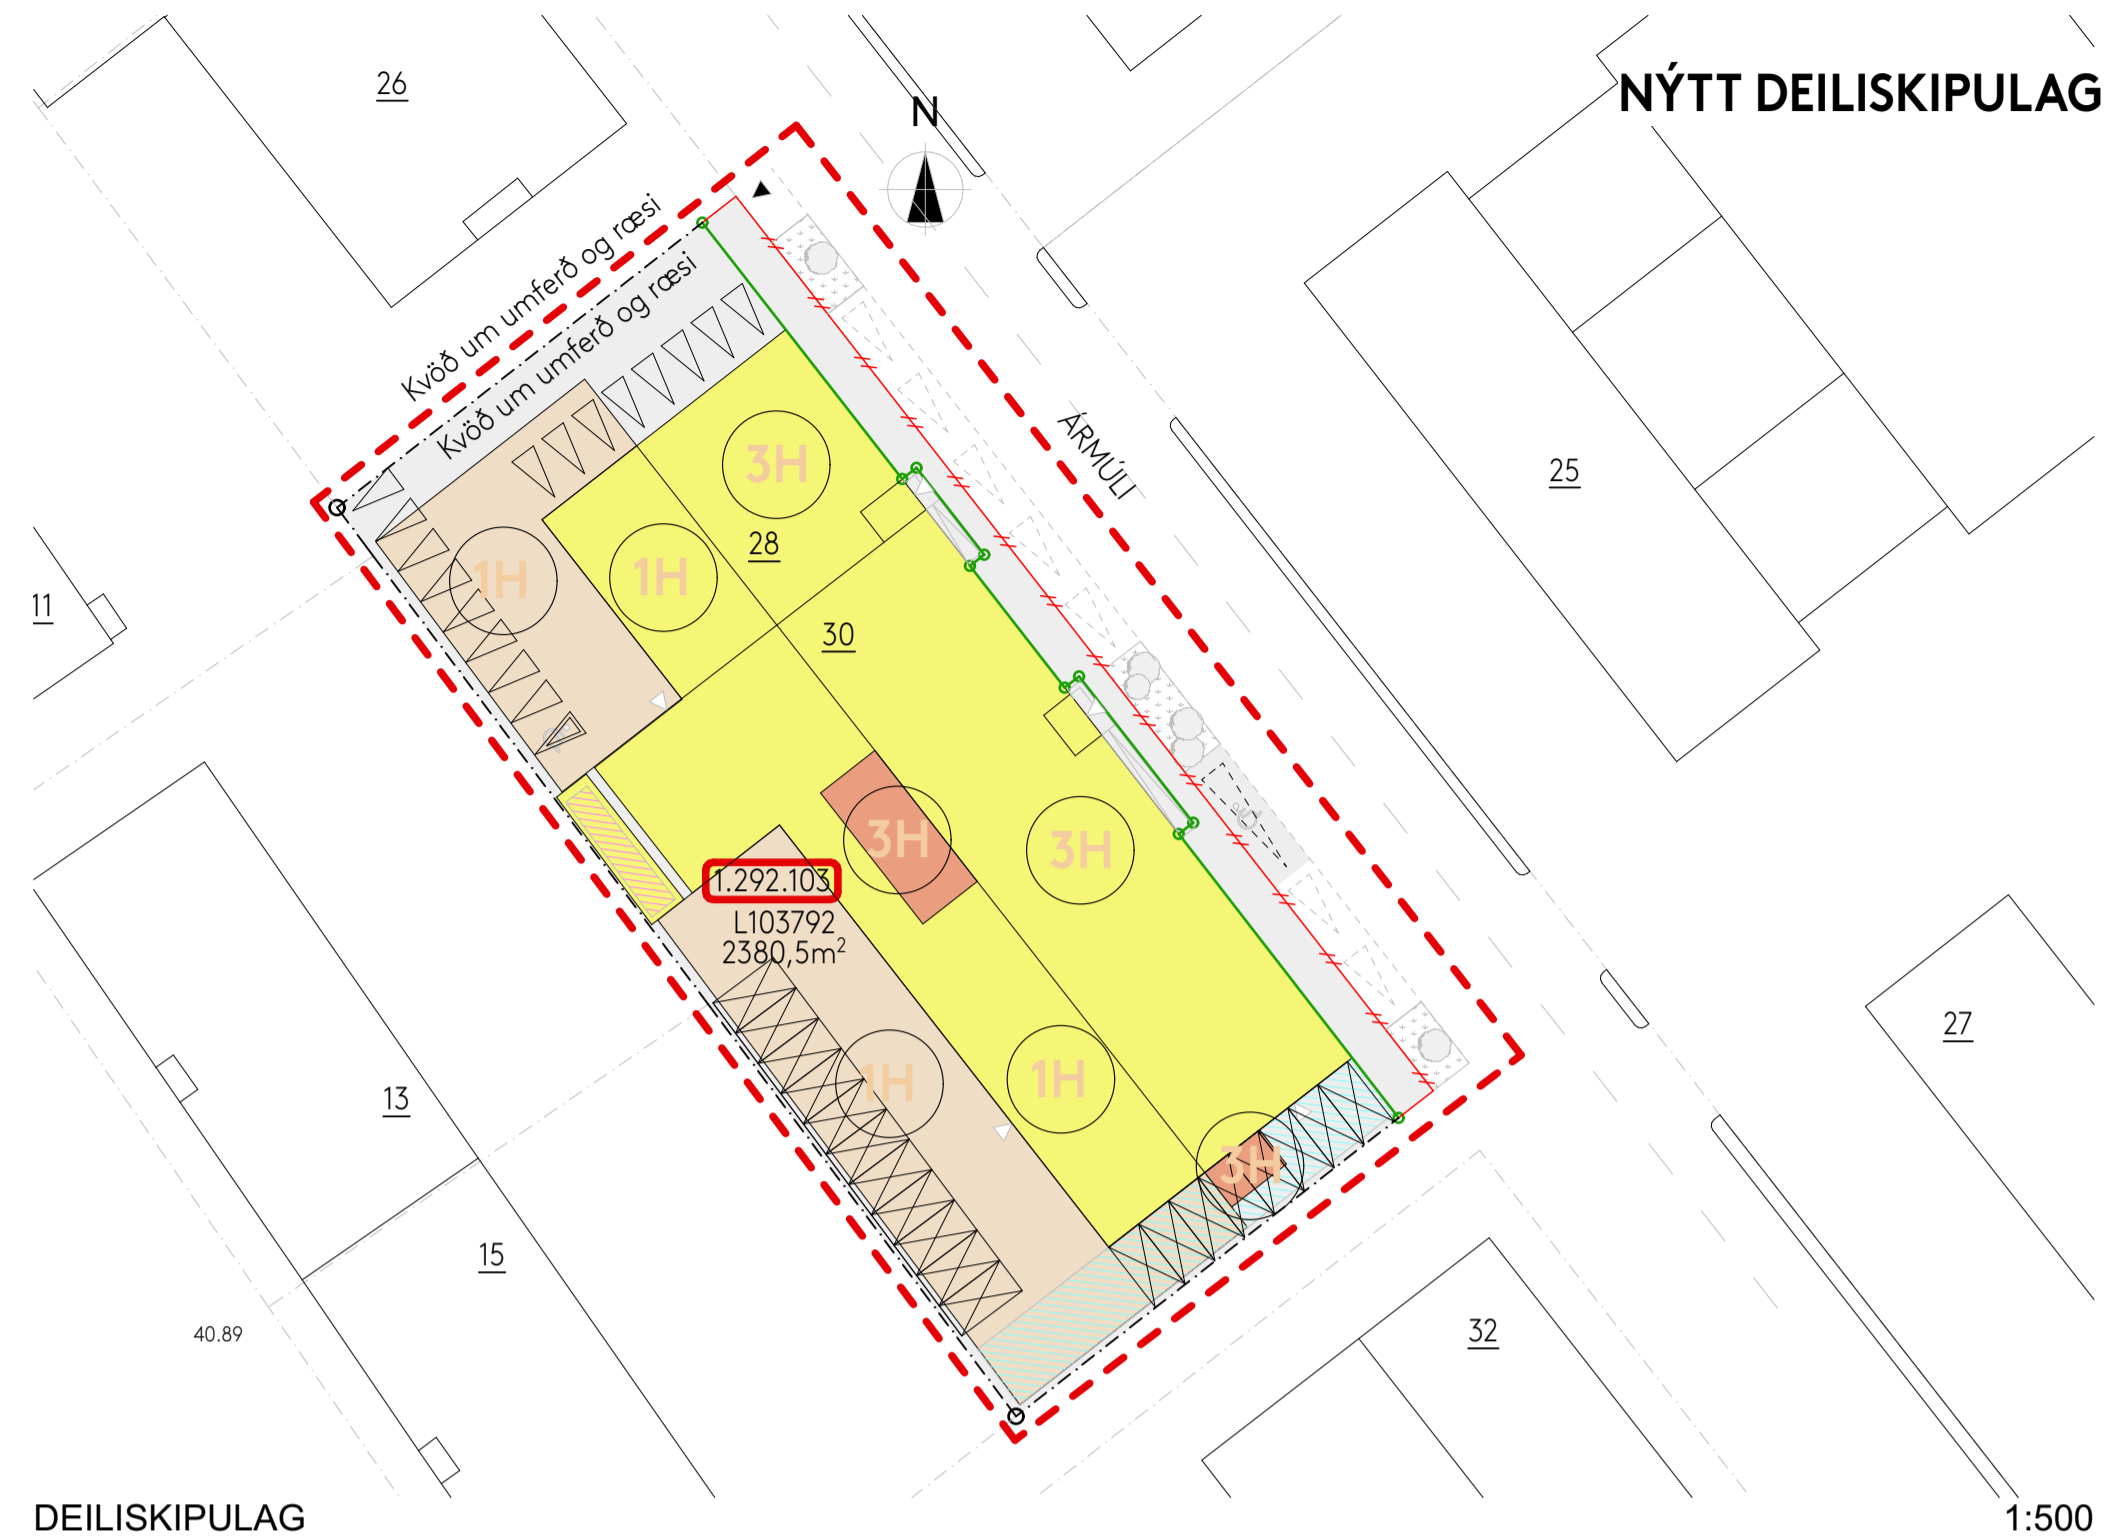 NÝTT DEILISKIPULAG
26
N
Kvöð um umferð og ræsi
Kvöð um umferð og ræsi
ÁRMÚLI
25
3H
28
1H
1H
11
30
3H
3H
1.292.103
L103792
2380,5m²
27
1H
1H
13
3H
15
32
40.89
DEILISKIPULAG
1:500